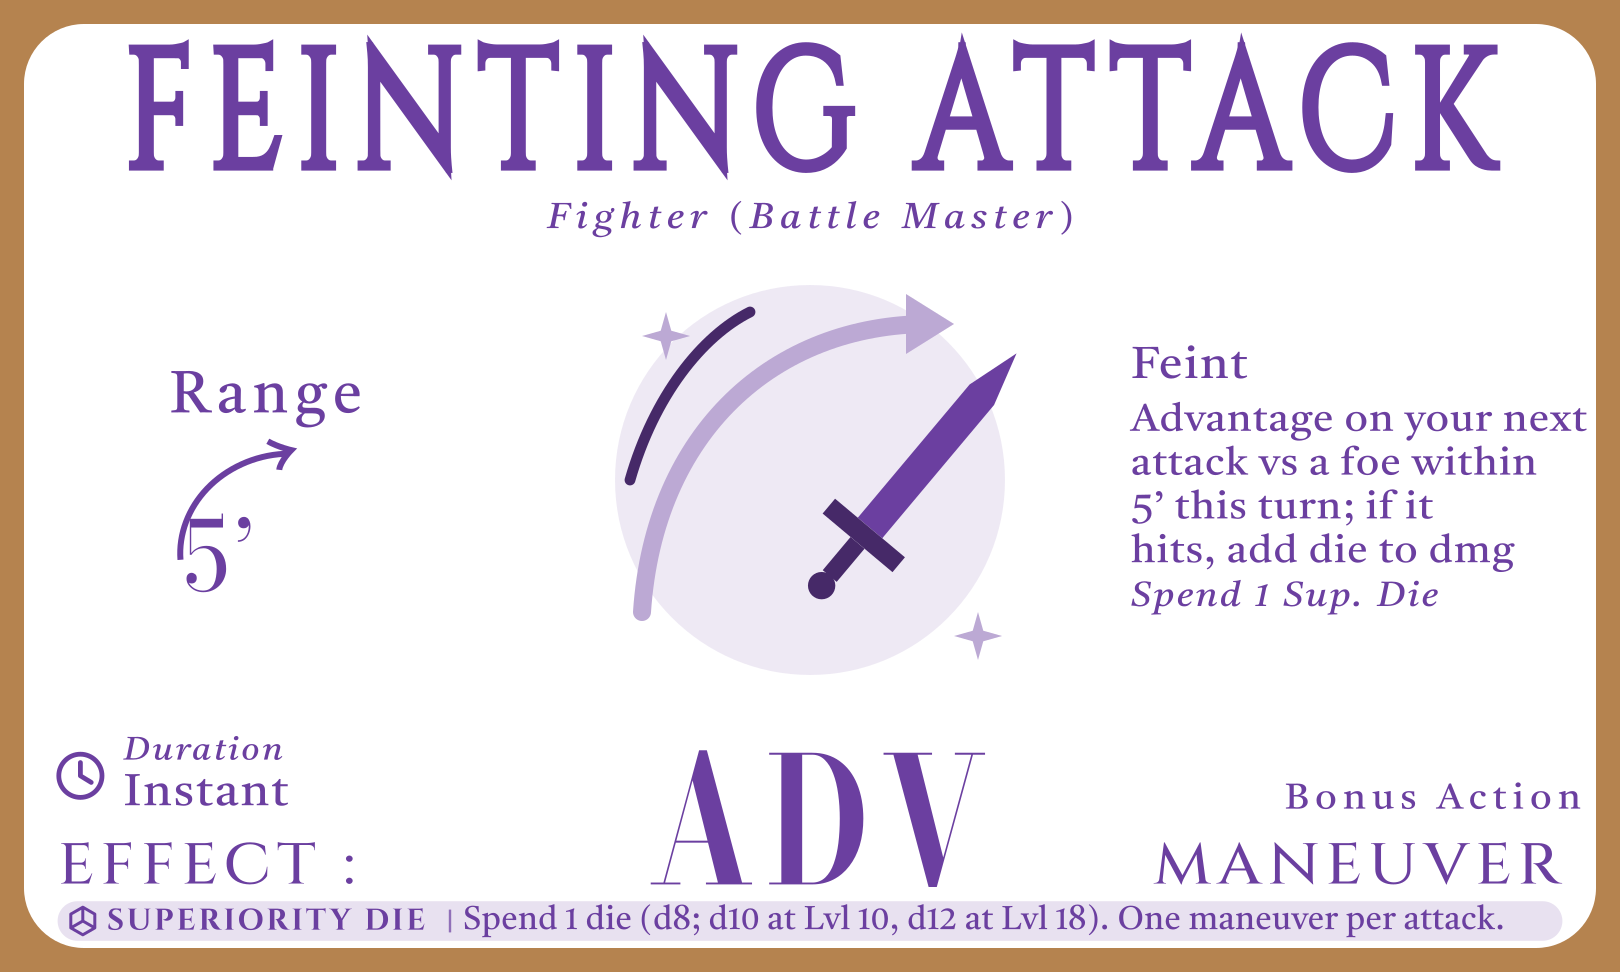 FEINTING ATTACK
Fighter (Battle Master)
Range
5’
Feint
Advantage on your next
attack vs a foe within
5’ this turn; if it
hits, add die to dmg
Spend 1 Sup. Die
Duration
Instant
EFFECT :
ADV
Bonus Action
MANEUVER
SUPERIORITY DIE | Spend 1 die (d8; d10 at Lvl 10, d12 at Lvl 18). One maneuver per attack.